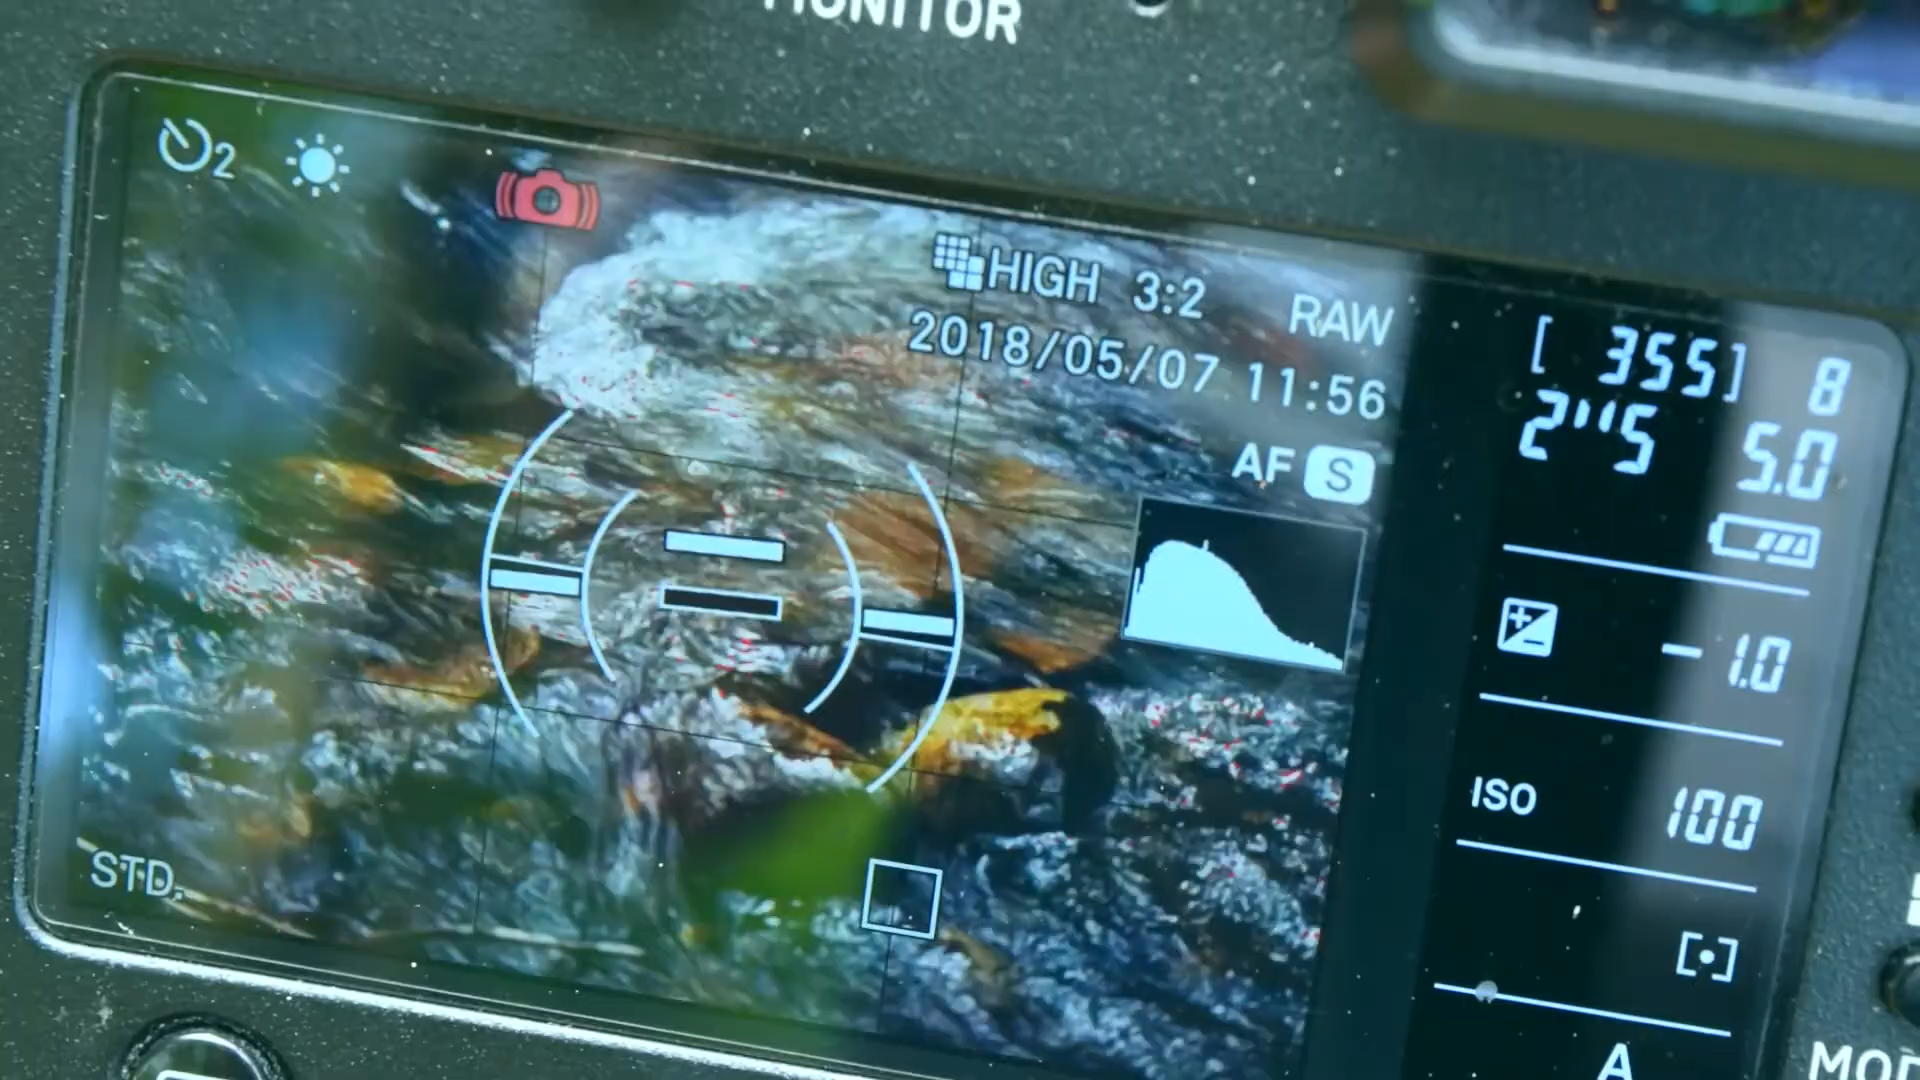 MONITOR
2
HIGH 3:2 RAW
2018/05/07 11:56
AF S
[ 355] 8
2"5 5.0
-1.0
ISO 100
STD.
A
MOD